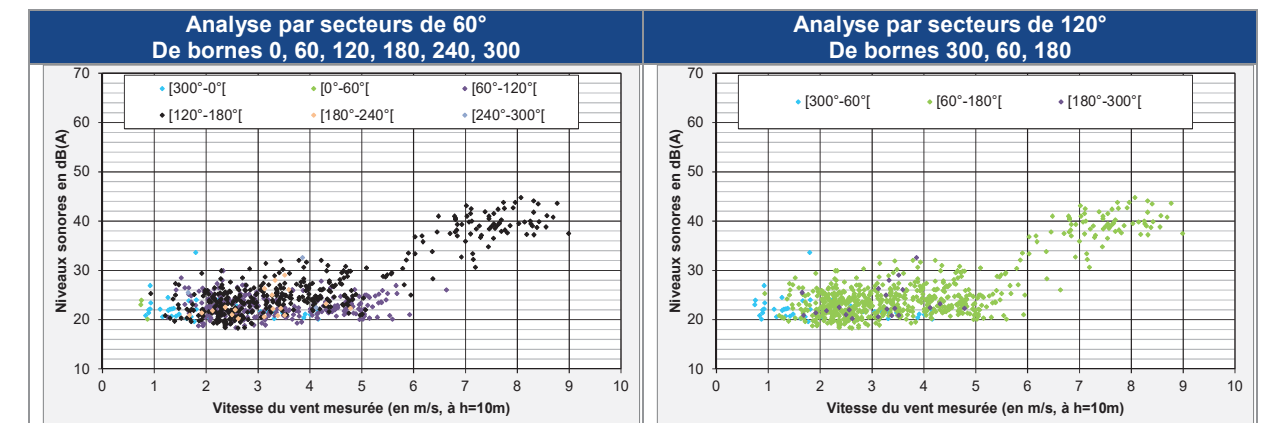 Analyse par secteurs de 60°
De bornes 0, 60, 120, 180, 240, 300
Analyse par secteurs de 120°
De bornes 300, 60, 180
70
60
50
40
30
20
10
Niveaux sonores en dB(A)
[300°-0°[ [0°-60°[ [60°-120°[
[120°-180°[ [180°-240°[ [240°-300°[
0 1 2 3 4 5 6 7 8 9 10
Vitesse du vent mesurée (en m/s, à h=10m)
70
60
50
40
30
20
10
Niveaux sonores en dB(A)
[300°-60°[ [60°-180°[ [180°-300°[
0 1 2 3 4 5 6 7 8 9 10
Vitesse du vent mesurée (en m/s, à h=10m)